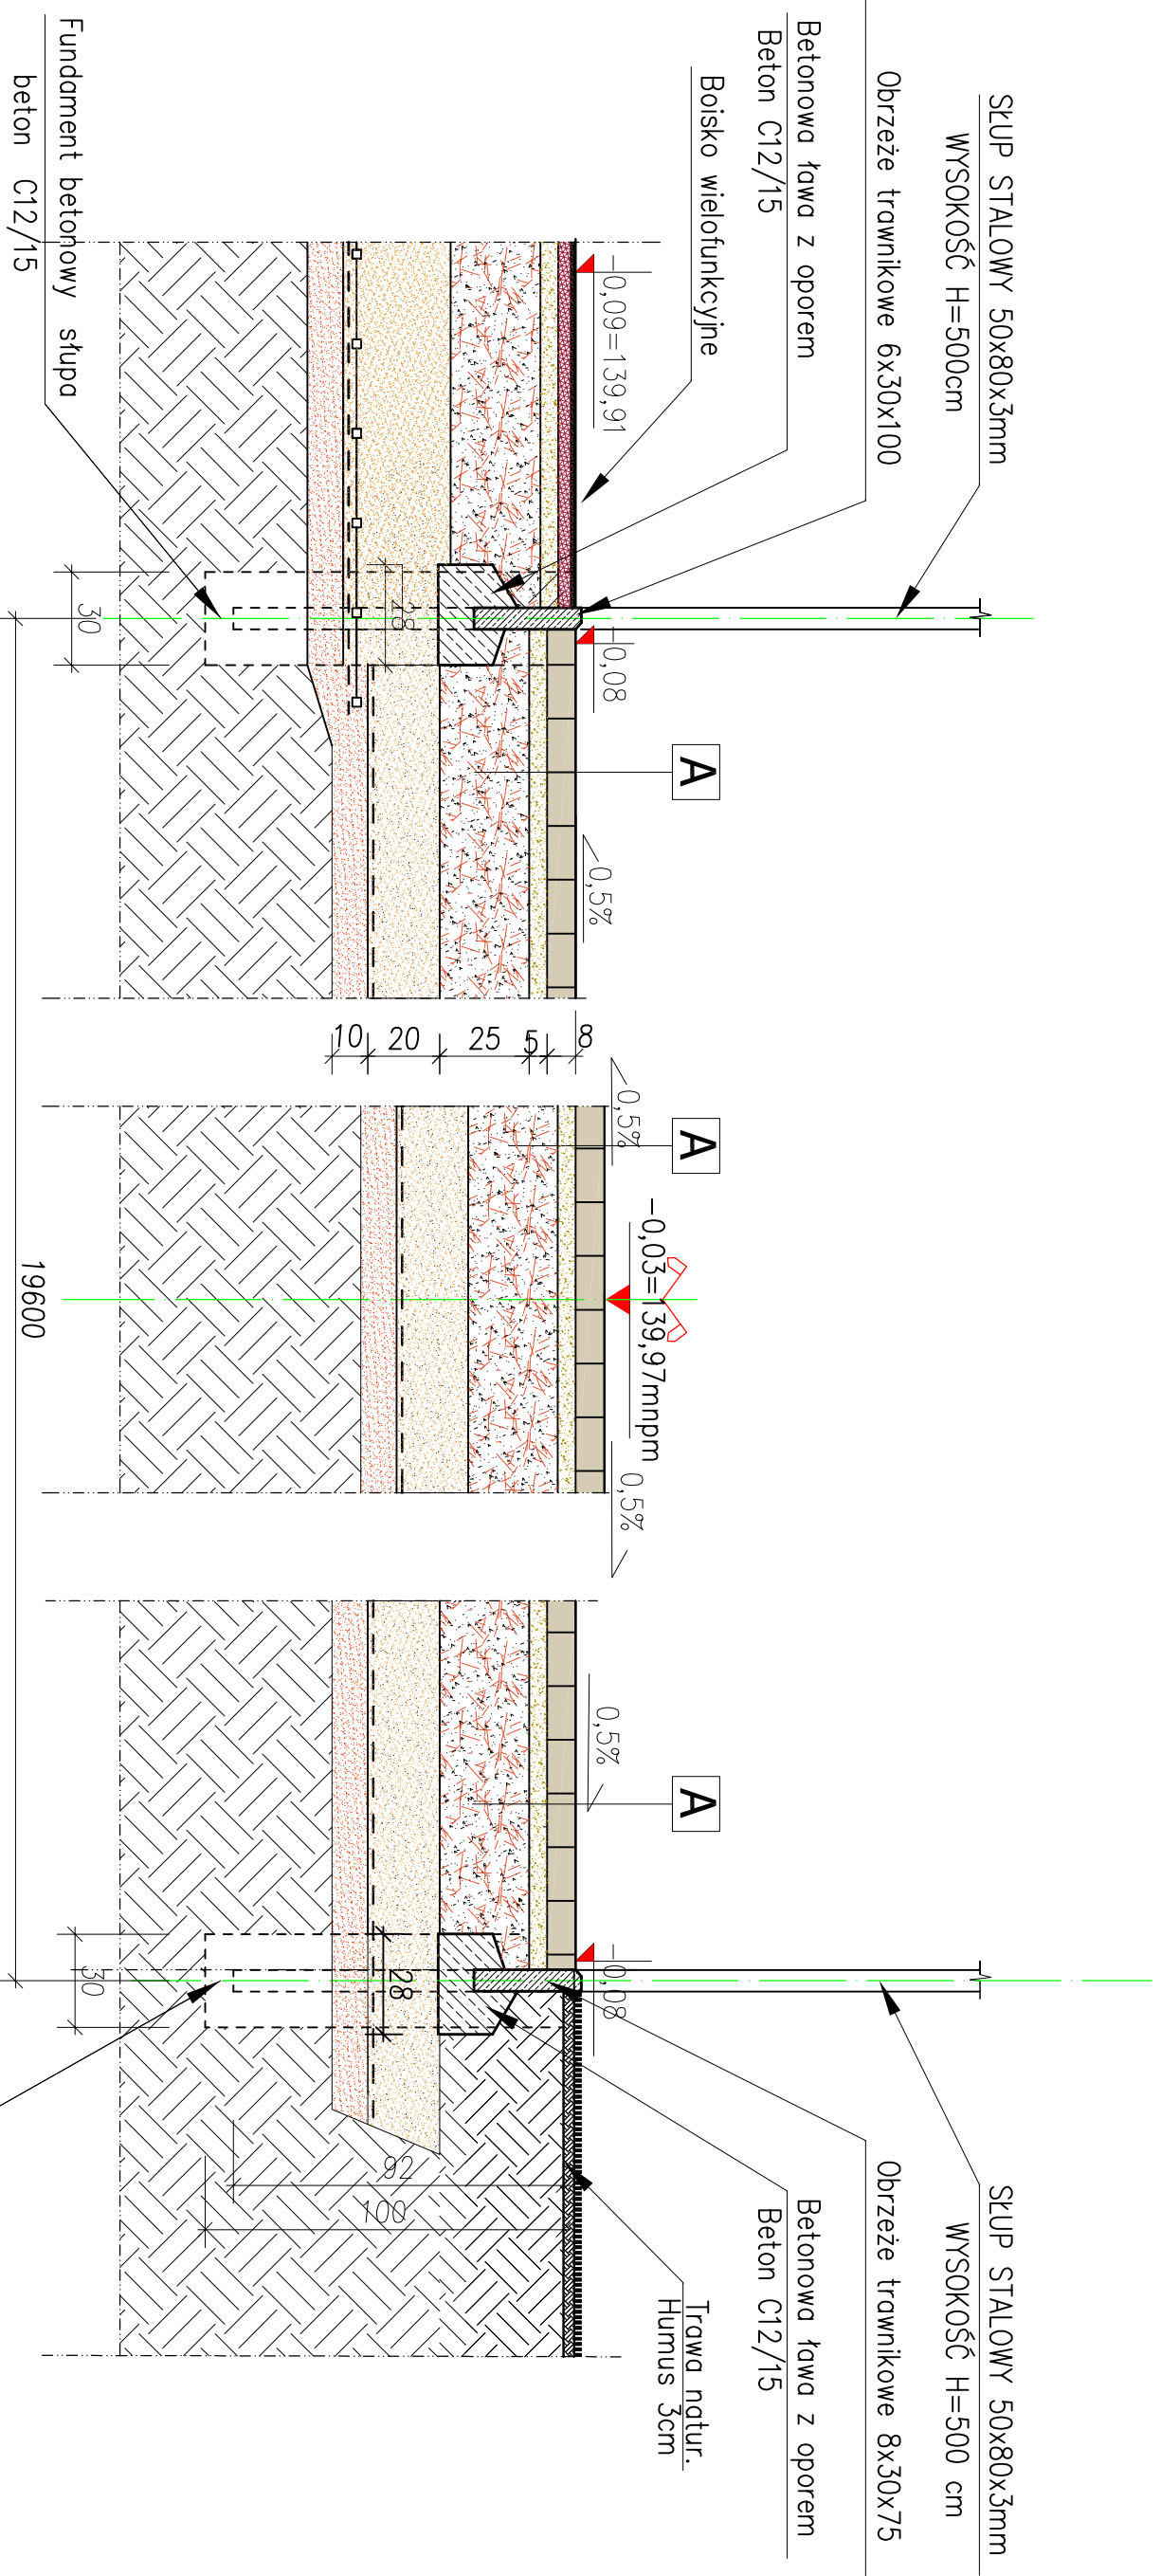 SŁUP STALOWY 50x80x3mm
WYSOKOŚĆ H=500cm
Obrzeże trawnikowe 6x30x100
Betonowa ława z oporem
Beton C12/15
Boisko wielofunkcyjne
-0,09=139,91
-0,08
A
0,5%
28
30
Fundament betonowy słupa
beton C12/15
8
5
25
20
10
0,5%
A
-0,03=139,97mnpm
0,5%
19600
0,5%
A
-0,08
28
30
92
100
SŁUP STALOWY 50x80x3mm
WYSOKOŚĆ H=500 cm
Obrzeże trawnikowe 8x30x75
Betonowa ława z oporem
Beton C12/15
Trawa natur.
Humus 3cm